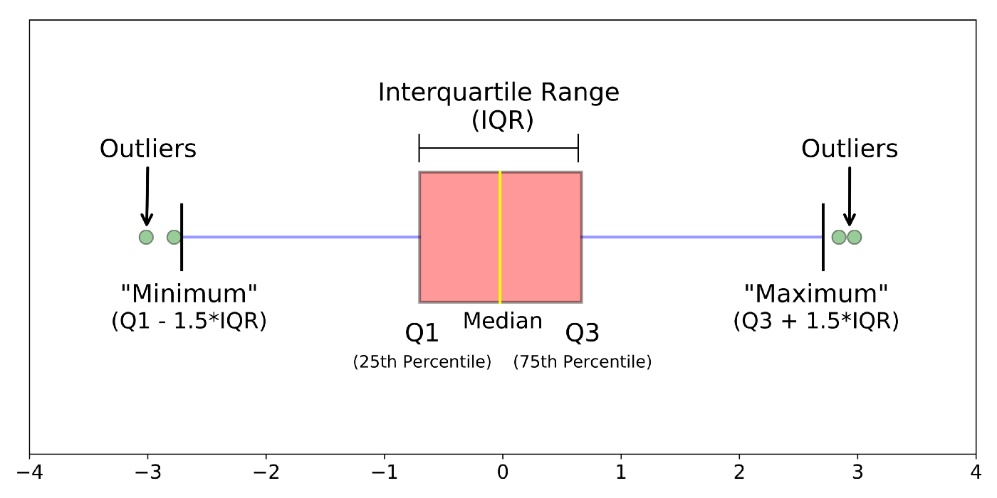 Interquartile Range
(IQR)
Outliers
Outliers
"Minimum"
(Q1 - 1.5*IQR)
"Maximum"
(Q3 + 1.5*IQR)
Median
Q1
Q3
(25th Percentile)
(75th Percentile)
−4
−3
−2
−1
0
1
2
3
4